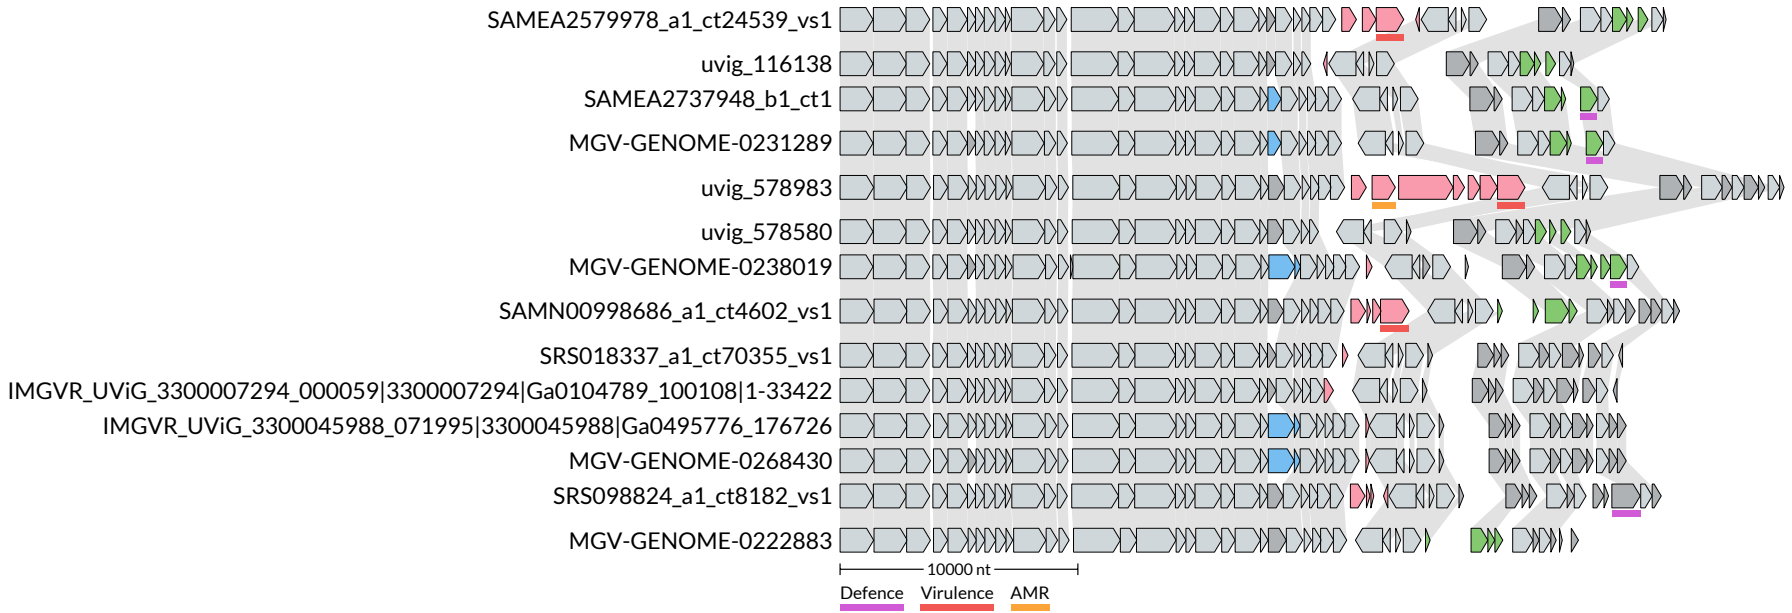 SAMEA2579978_a1_ct24539_vs1
uvig_116138
SAMEA2737948_b1_ct1
MGV-GENOME-0231289
uvig_578983
uvig_578580
MGV-GENOME-0238019
SAMN00998686_a1_ct4602_vs1
SRS018337_a1_ct70355_vs1
IMGVR_UViG_3300007294_000059|3300007294|Ga0104789_100108|1-33422
IMGVR_UViG_3300045988_071995|3300045988|Ga0495776_176726
MGV-GENOME-0268430
SRS098824_a1_ct8182_vs1
MGV-GENOME-0222883
10000 nt
Defence Virulence AMR